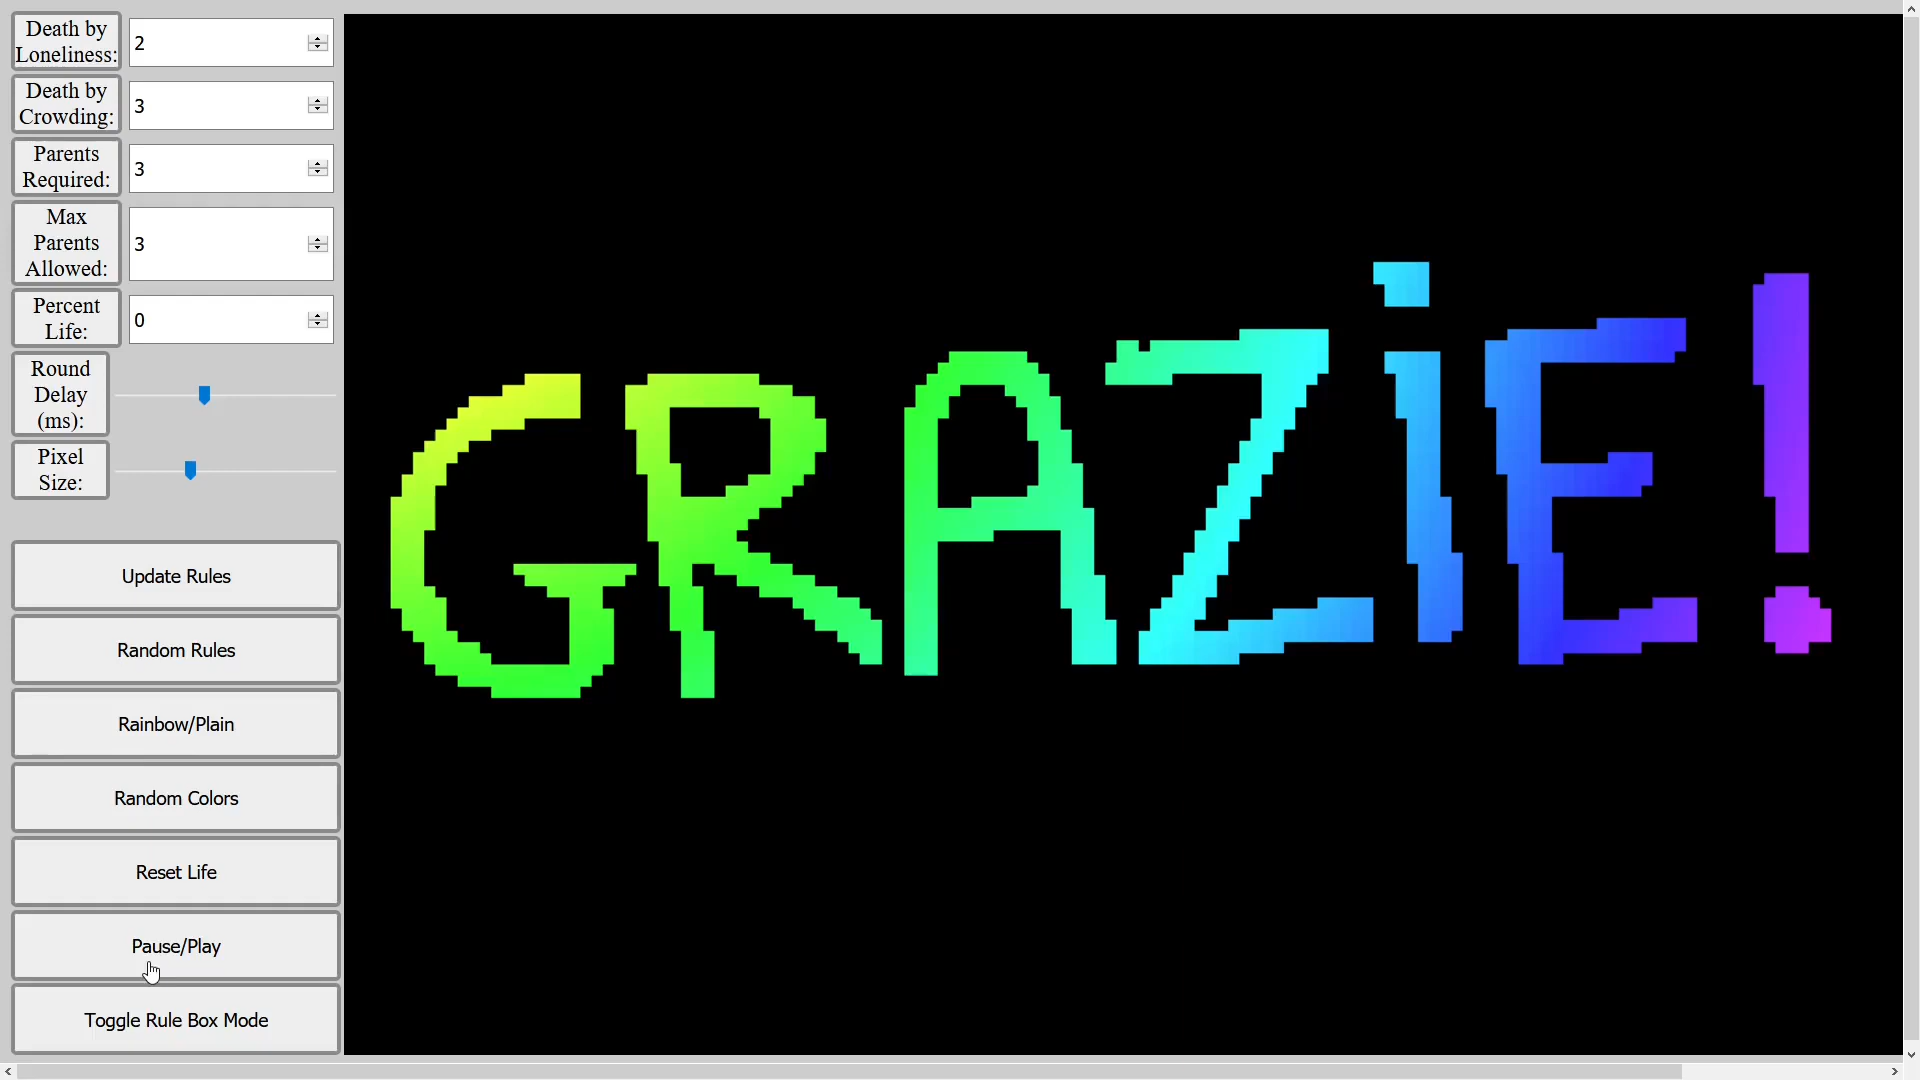 Death by
Loneliness:
2
Death by
Crowding:
3
Parents
Required:
3
Max
Parents
Allowed:
3
Percent
Life:
0
Round
Delay
(ms):
Pixel
Size:
Update Rules
Random Rules
Rainbow/Plain
Random Colors
Reset Life
Pause/Play
Toggle Rule Box Mode
GRAZiE!